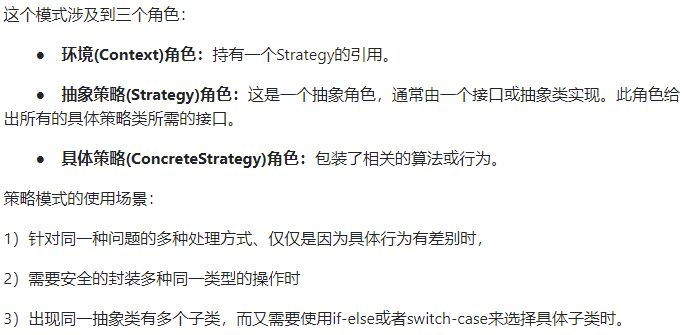 这个模式涉及到三个角色：
● 环境(Context)角色：持有一个Strategy的引用。
● 抽象策略(Strategy)角色：这是一个抽象角色，通常由一个接口或抽象类实现。此角色给
出所有的具体策略类所需的接口。
● 具体策略(ConcreteStrategy)角色：包装了相关的算法或行为。
策略模式的使用场景：
1）针对同一种问题的多种处理方式、仅仅是因为具体行为有差别时，
2）需要安全的封装多种同一类型的操作时
3）出现同一抽象类有多个子类，而又需要使用if-else或者switch-case来选择具体子类时。